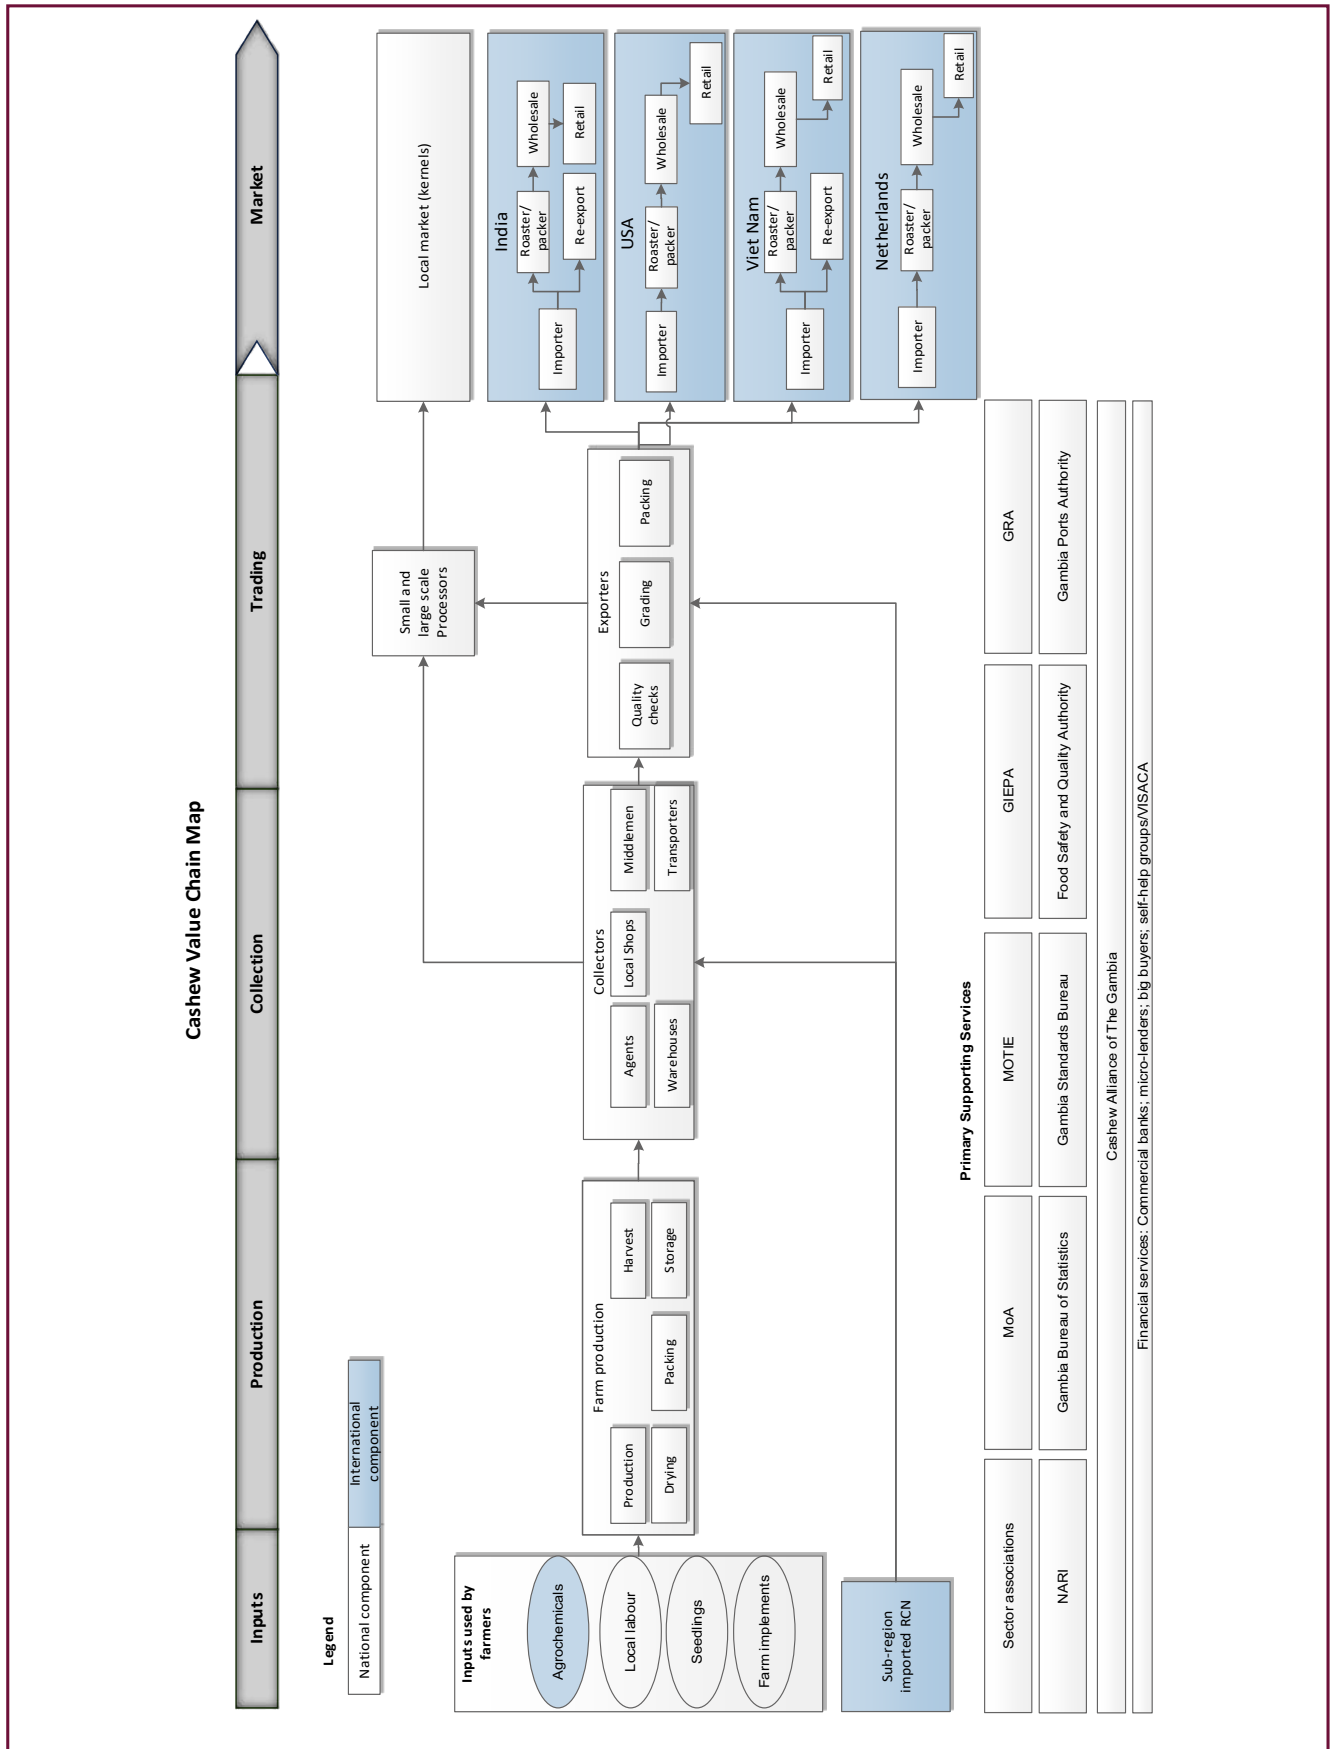 Cashew Value Chain Map
Inputs
Production
Collection
Trading
Market
Legend
National component
International
component
Inputs used by
farmers
Agrochemicals
Local labour
Seedlings
Farm implements
Sub-region
imported RCN
Farm production
Production
Harvest
Drying
Packing
Storage
Collectors
Agents
Local Shops
Middlemen
Warehouses
Transporters
Exporters
Quality
checks
Grading
Packing
Small and
large scale
Processors
Local market (kernels)
India
Importer
Roaster/
packer
Wholesale
Re-export
Retail
USA
Importer
Roaster/
packer
Wholesale
Retail
Viet Nam
Importer
Roaster/
packer
Wholesale
Re-export
Retail
Netherlands
Importer
Roaster/
packer
Wholesale
Retail
Primary Supporting Services
Sector associations
MoA
MOTIE
GIEPA
GRA
NARI
Gambia Bureau of Statistics
Gambia Standards Bureau
Food Safety and Quality Authority
Gambia Ports Authority
Cashew Alliance of The Gambia
Financial services: Commercial banks; micro-lenders; big buyers; self-help groups/VISACA